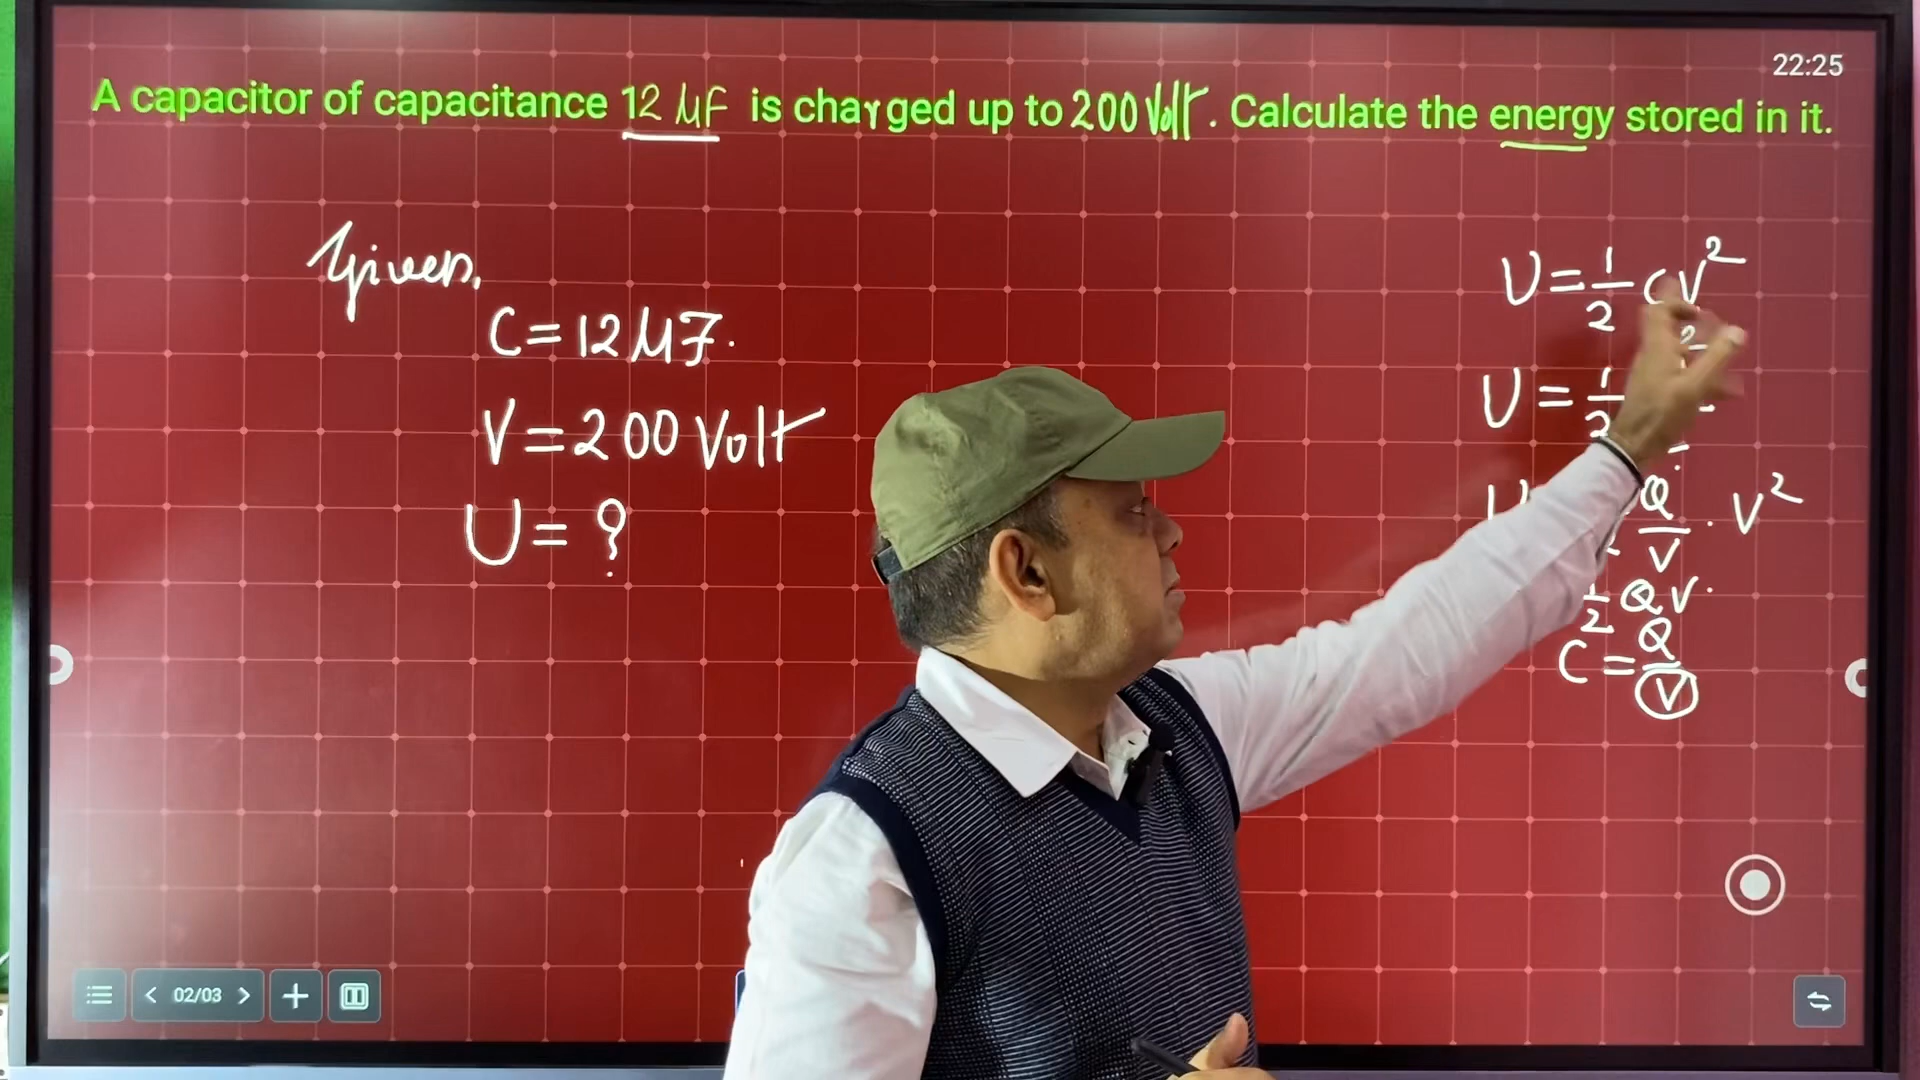 22:25
A capacitor of capacitance 12 μF is charged up to 200 Volt. Calculate the energy stored in it.
Given,
C = 12 μF.
V = 200 Volt
U = ?
U = 1/2 CV²
U = 1/2
Q/V · V²
1/2 QV.
C = Q/V
02/03